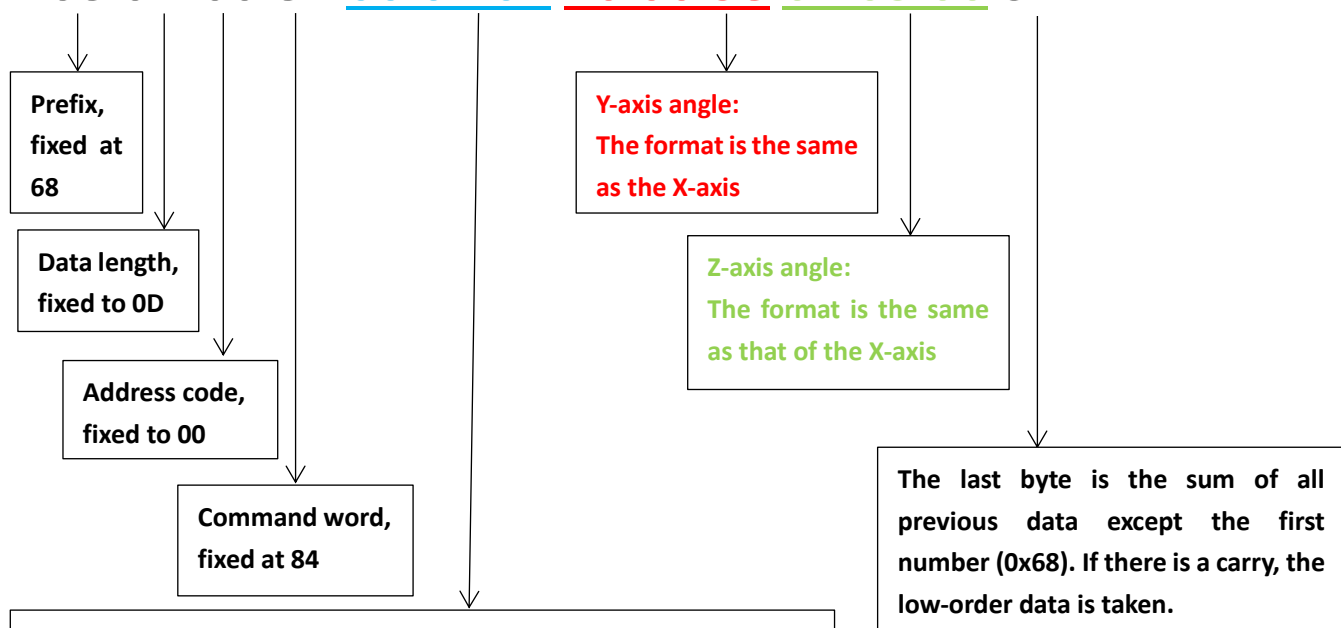 Prefix,
fixed at
68
Data length,
fixed to 0D
Address code,
fixed to 00
Command word,
fixed at 84
Y-axis angle:
The format is the same
as the X-axis
Z-axis angle:
The format is the same
as that of the X-axis
The last byte is the sum of all
previous data except the first
number (0x68). If there is a carry, the
low-order data is taken.